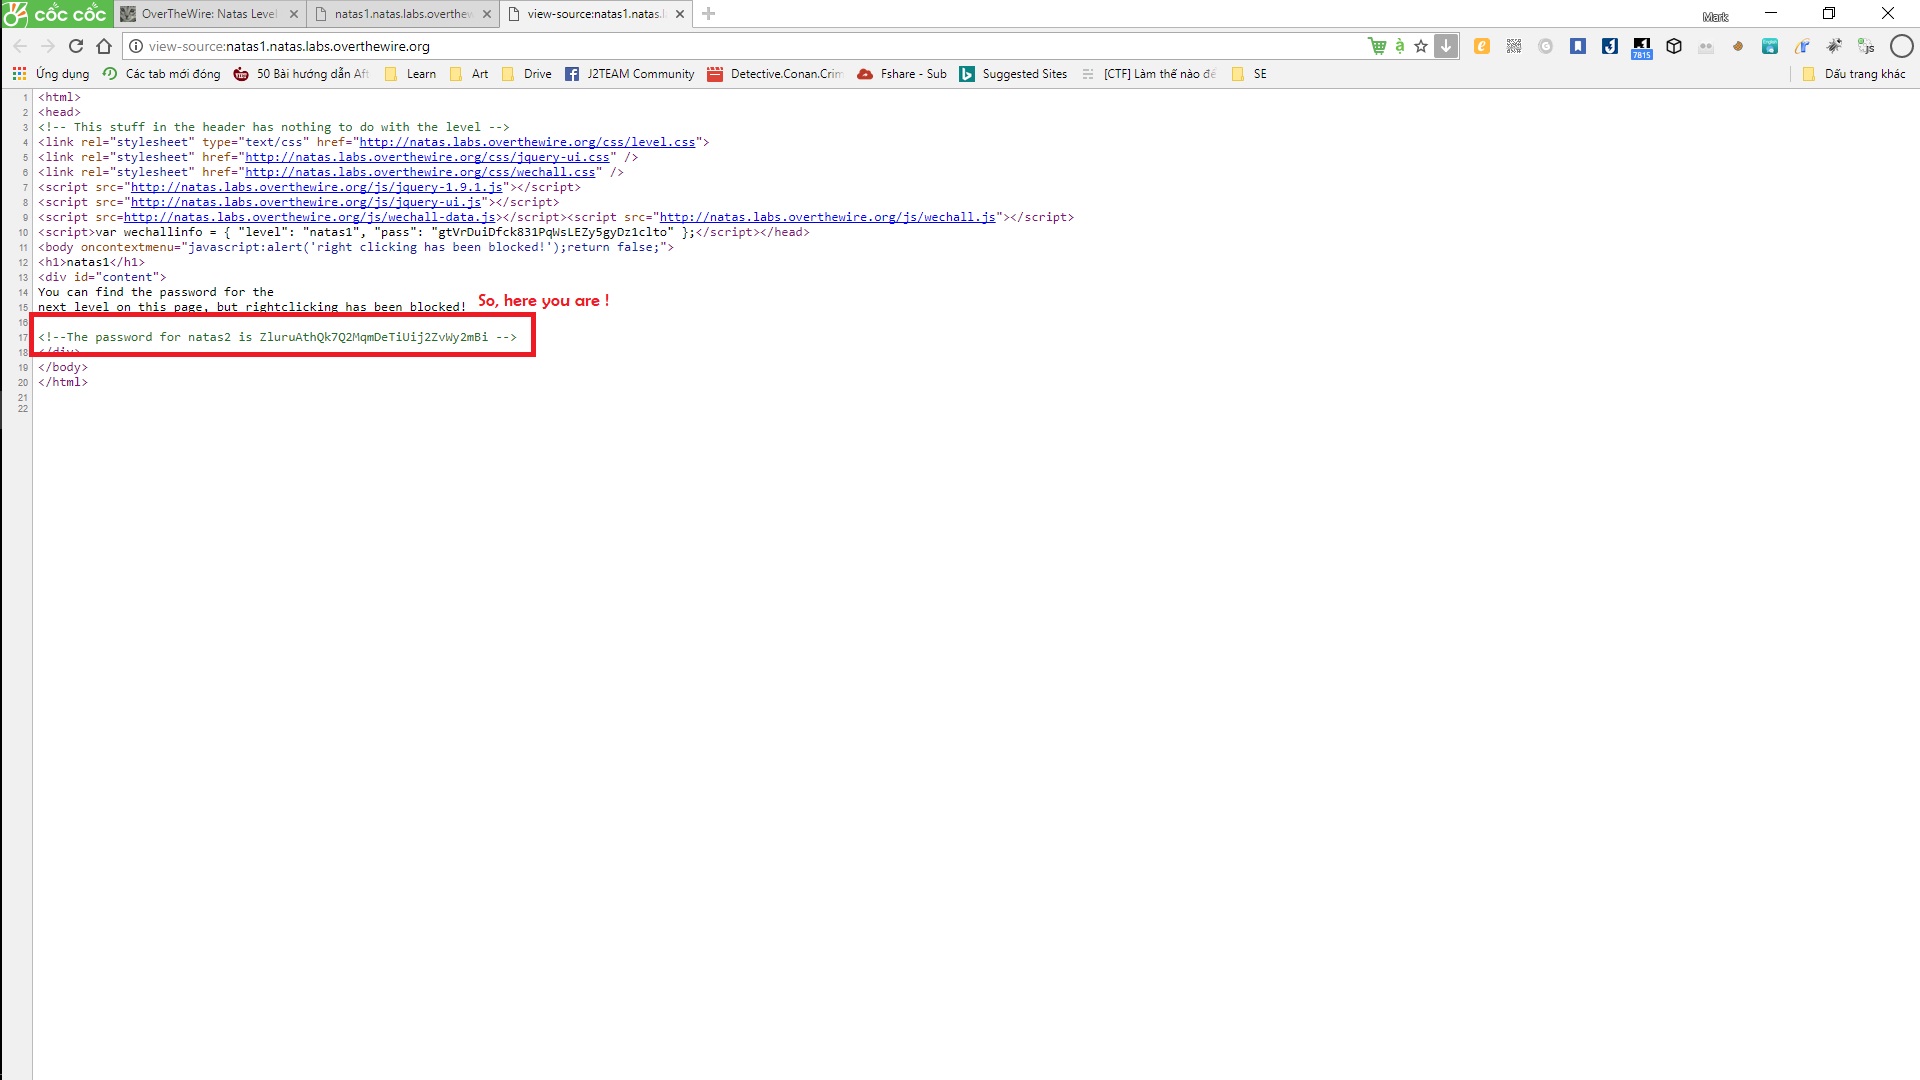 cốc cốc
OverTheWire: Natas Level
natas1.natas.labs.overthew
view-source:natas1.natas.l
Mark
view-source:natas1.natas.labs.overthewire.org
Ứng dụng
Các tab mới đóng
50 Bài hướng dẫn Aft
Learn
Art
Drive
J2TEAM Community
Detective.Conan.Crim
Fshare - Sub
Suggested Sites
[CTF] Làm thế nào để
SE
Dấu trang khác
1 <html>
2 <head>
3 <!-- This stuff in the header has nothing to do with the level -->
4 <link rel="stylesheet" type="text/css" href="http://natas.labs.overthewire.org/css/level.css">
5 <link rel="stylesheet" href="http://natas.labs.overthewire.org/css/jquery-ui.css" />
6 <link rel="stylesheet" href="http://natas.labs.overthewire.org/css/wechall.css" />
7 <script src="http://natas.labs.overthewire.org/js/jquery-1.9.1.js"></script>
8 <script src="http://natas.labs.overthewire.org/js/jquery-ui.js"></script>
9 <script src=http://natas.labs.overthewire.org/js/wechall-data.js></script><script src="http://natas.labs.overthewire.org/js/wechall.js"></script>
10 <script>var wechallinfo = { "level": "natas1", "pass": "gtVrDuiDfck831PqWsLEZy5gyDz1clto" };</script></head>
11 <body oncontextmenu="javascript:alert('right clicking has been blocked!');return false;">
12 <h1>natas1</h1>
13 <div id="content">
14 You can find the password for the
15 next level on this page, but rightclicking has been blocked!
So, here you are !
16
17 <!--The password for natas2 is ZluruAthQk7Q2MqmDeTiUij2ZvWy2mBi -->
18 </div>
19 </body>
20 </html>
21
22